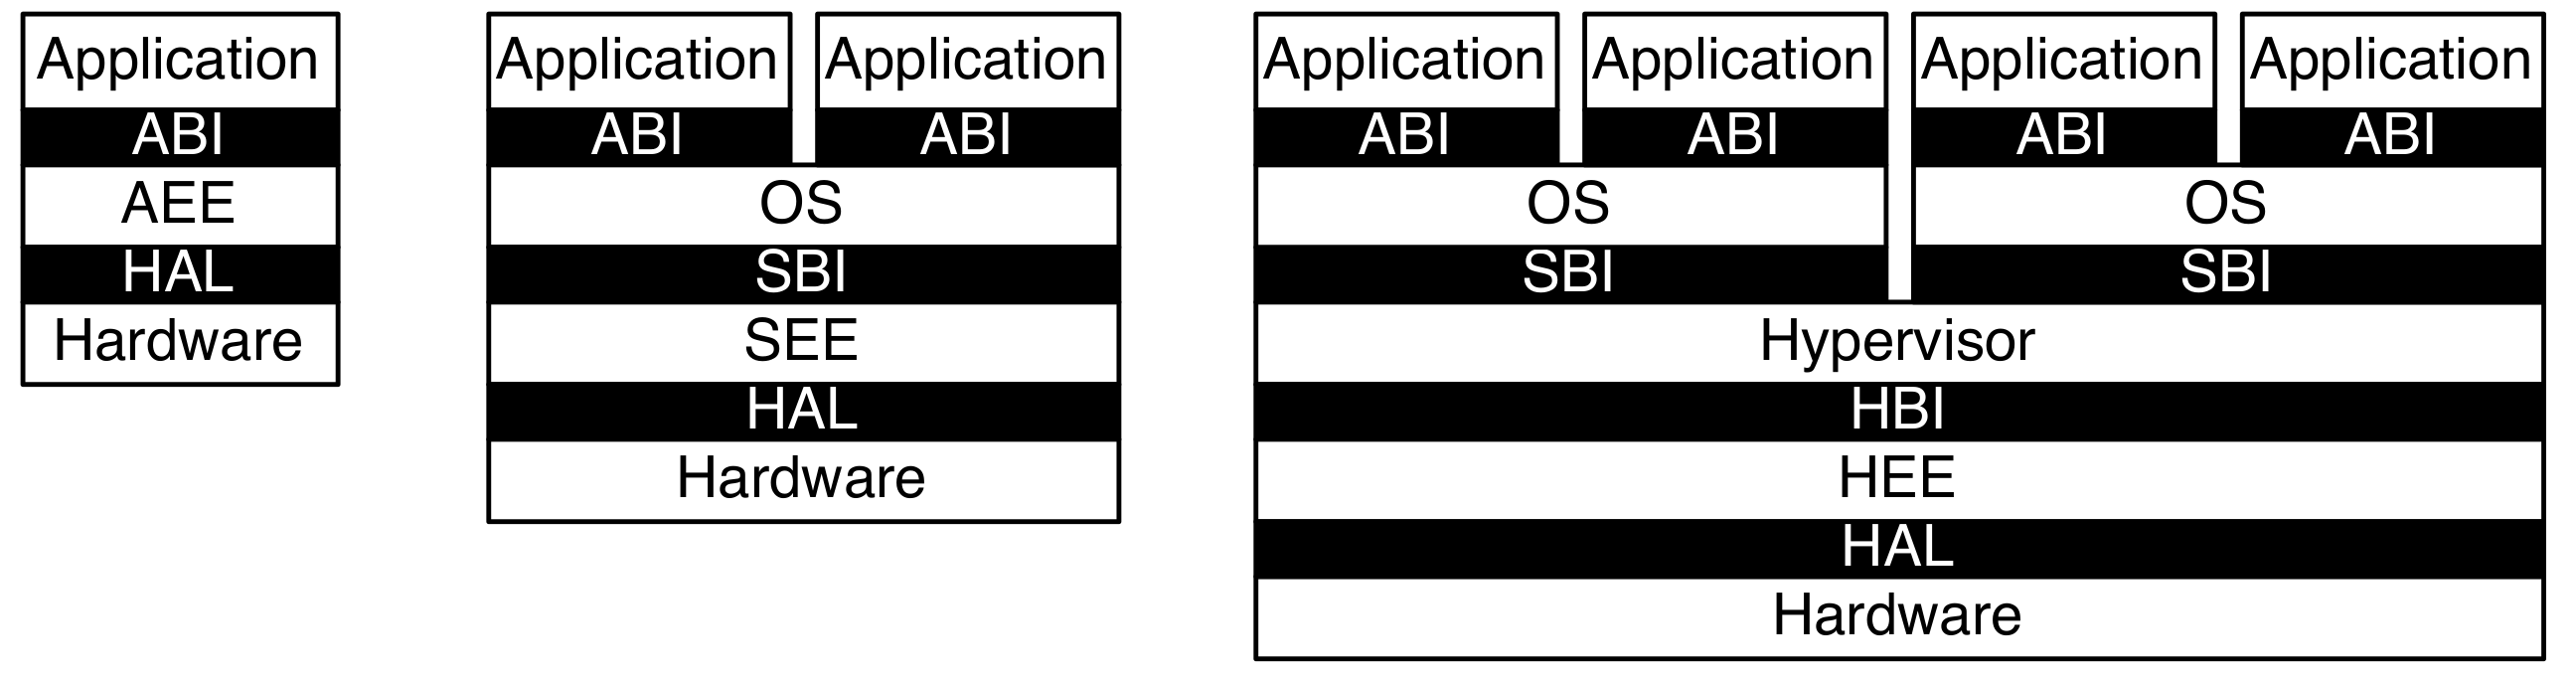 Application
ABI
AEE
HAL
Hardware
Application Application
ABI ABI
OS
SBI
SEE
HAL
Hardware
Application Application Application Application
ABI ABI ABI ABI
OS OS
SBI SBI
Hypervisor
HBI
HEE
HAL
Hardware